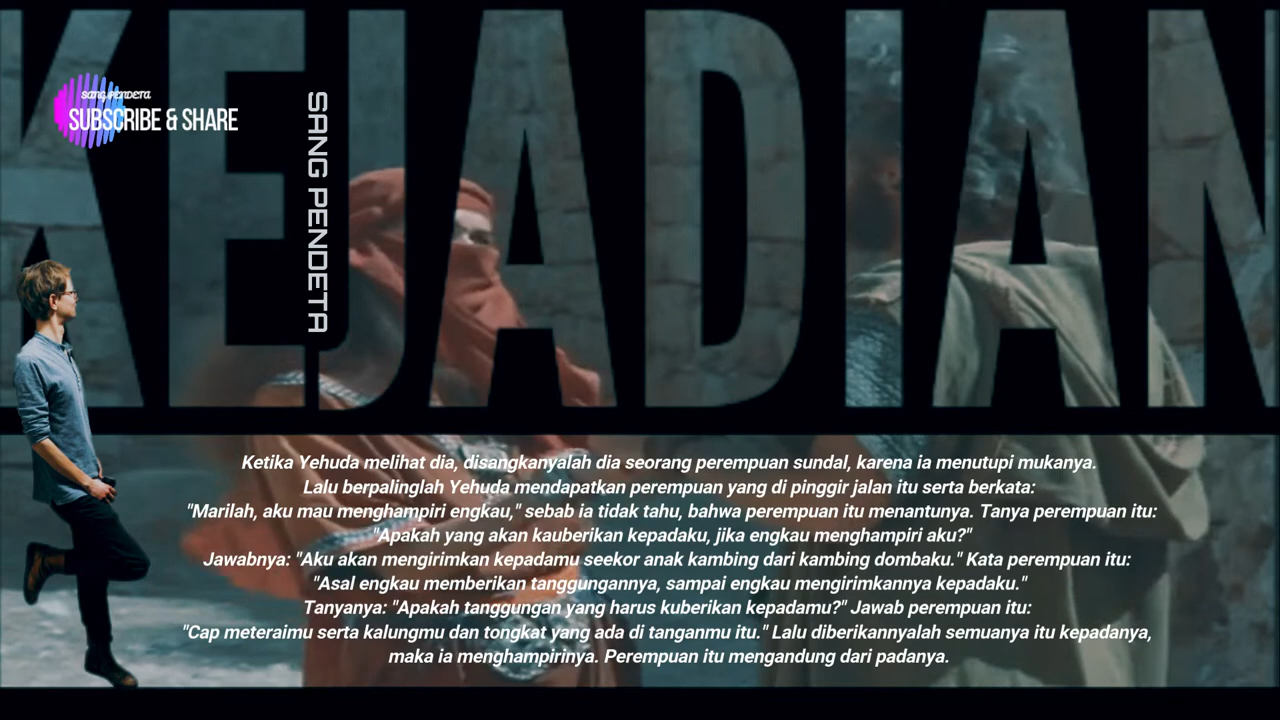 KEJADIAN
sang pendeta
SUBSCRIBE & SHARE
SANG PENDETA
Ketika Yehuda melihat dia, disangkanyalah dia seorang perempuan sundal, karena ia menutupi mukanya.
Lalu berpalinglah Yehuda mendapatkan perempuan yang di pinggir jalan itu serta berkata:
"Marilah, aku mau menghampiri engkau," sebab ia tidak tahu, bahwa perempuan itu menantunya. Tanya perempuan itu:
"Apakah yang akan kauberikan kepadaku, jika engkau menghampiri aku?"
Jawabnya: "Aku akan mengirimkan kepadamu seekor anak kambing dari kambing dombaku." Kata perempuan itu:
"Asal engkau memberikan tanggungannya, sampai engkau mengirimkannya kepadaku."
Tanyanya: "Apakah tanggungan yang harus kuberikan kepadamu?" Jawab perempuan itu:
"Cap meteraimu serta kalungmu dan tongkat yang ada di tanganmu itu." Lalu diberikannyalah semuanya itu kepadanya,
maka ia menghampirinya. Perempuan itu mengandung dari padanya.